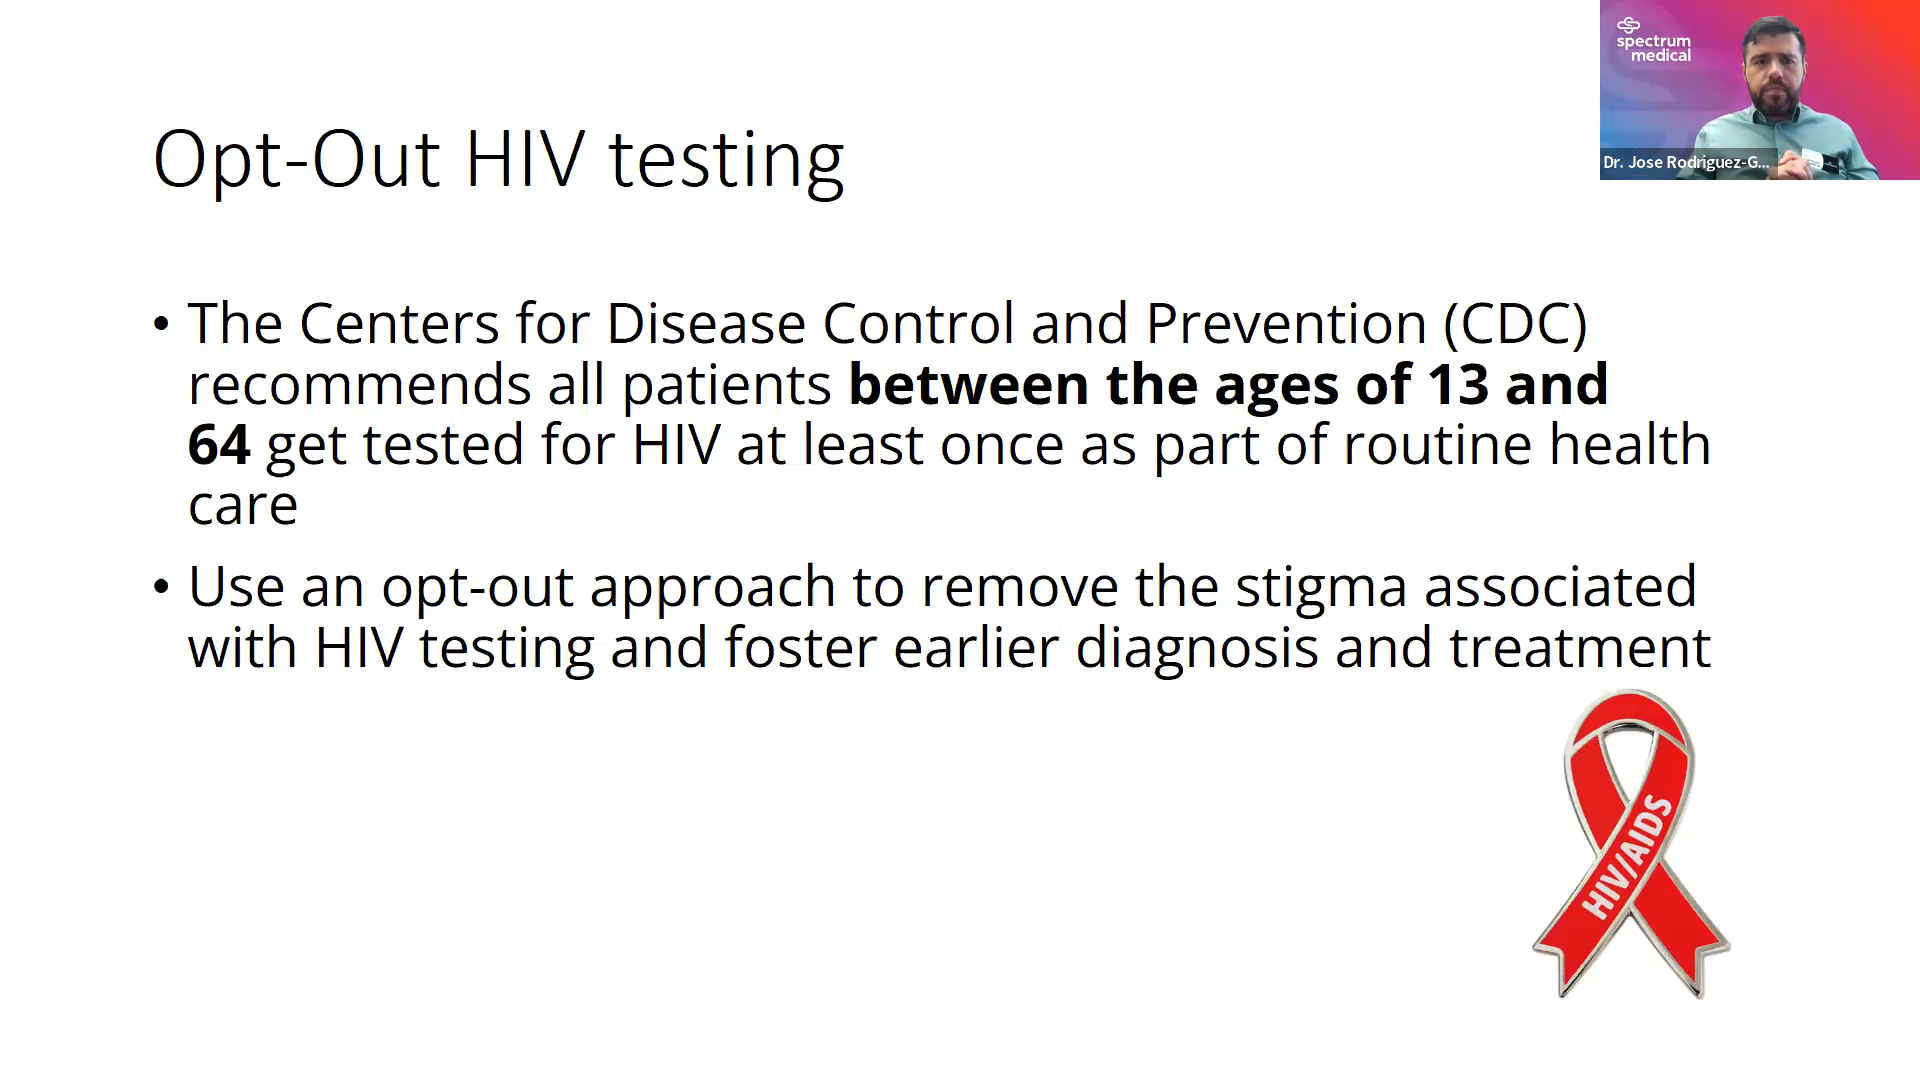 spectrum
medical
Dr. Jose Rodriguez-G...
Opt-Out HIV testing
• The Centers for Disease Control and Prevention (CDC)
recommends all patients between the ages of 13 and
64 get tested for HIV at least once as part of routine health
care
• Use an opt-out approach to remove the stigma associated
with HIV testing and foster earlier diagnosis and treatment
HIV/AIDS